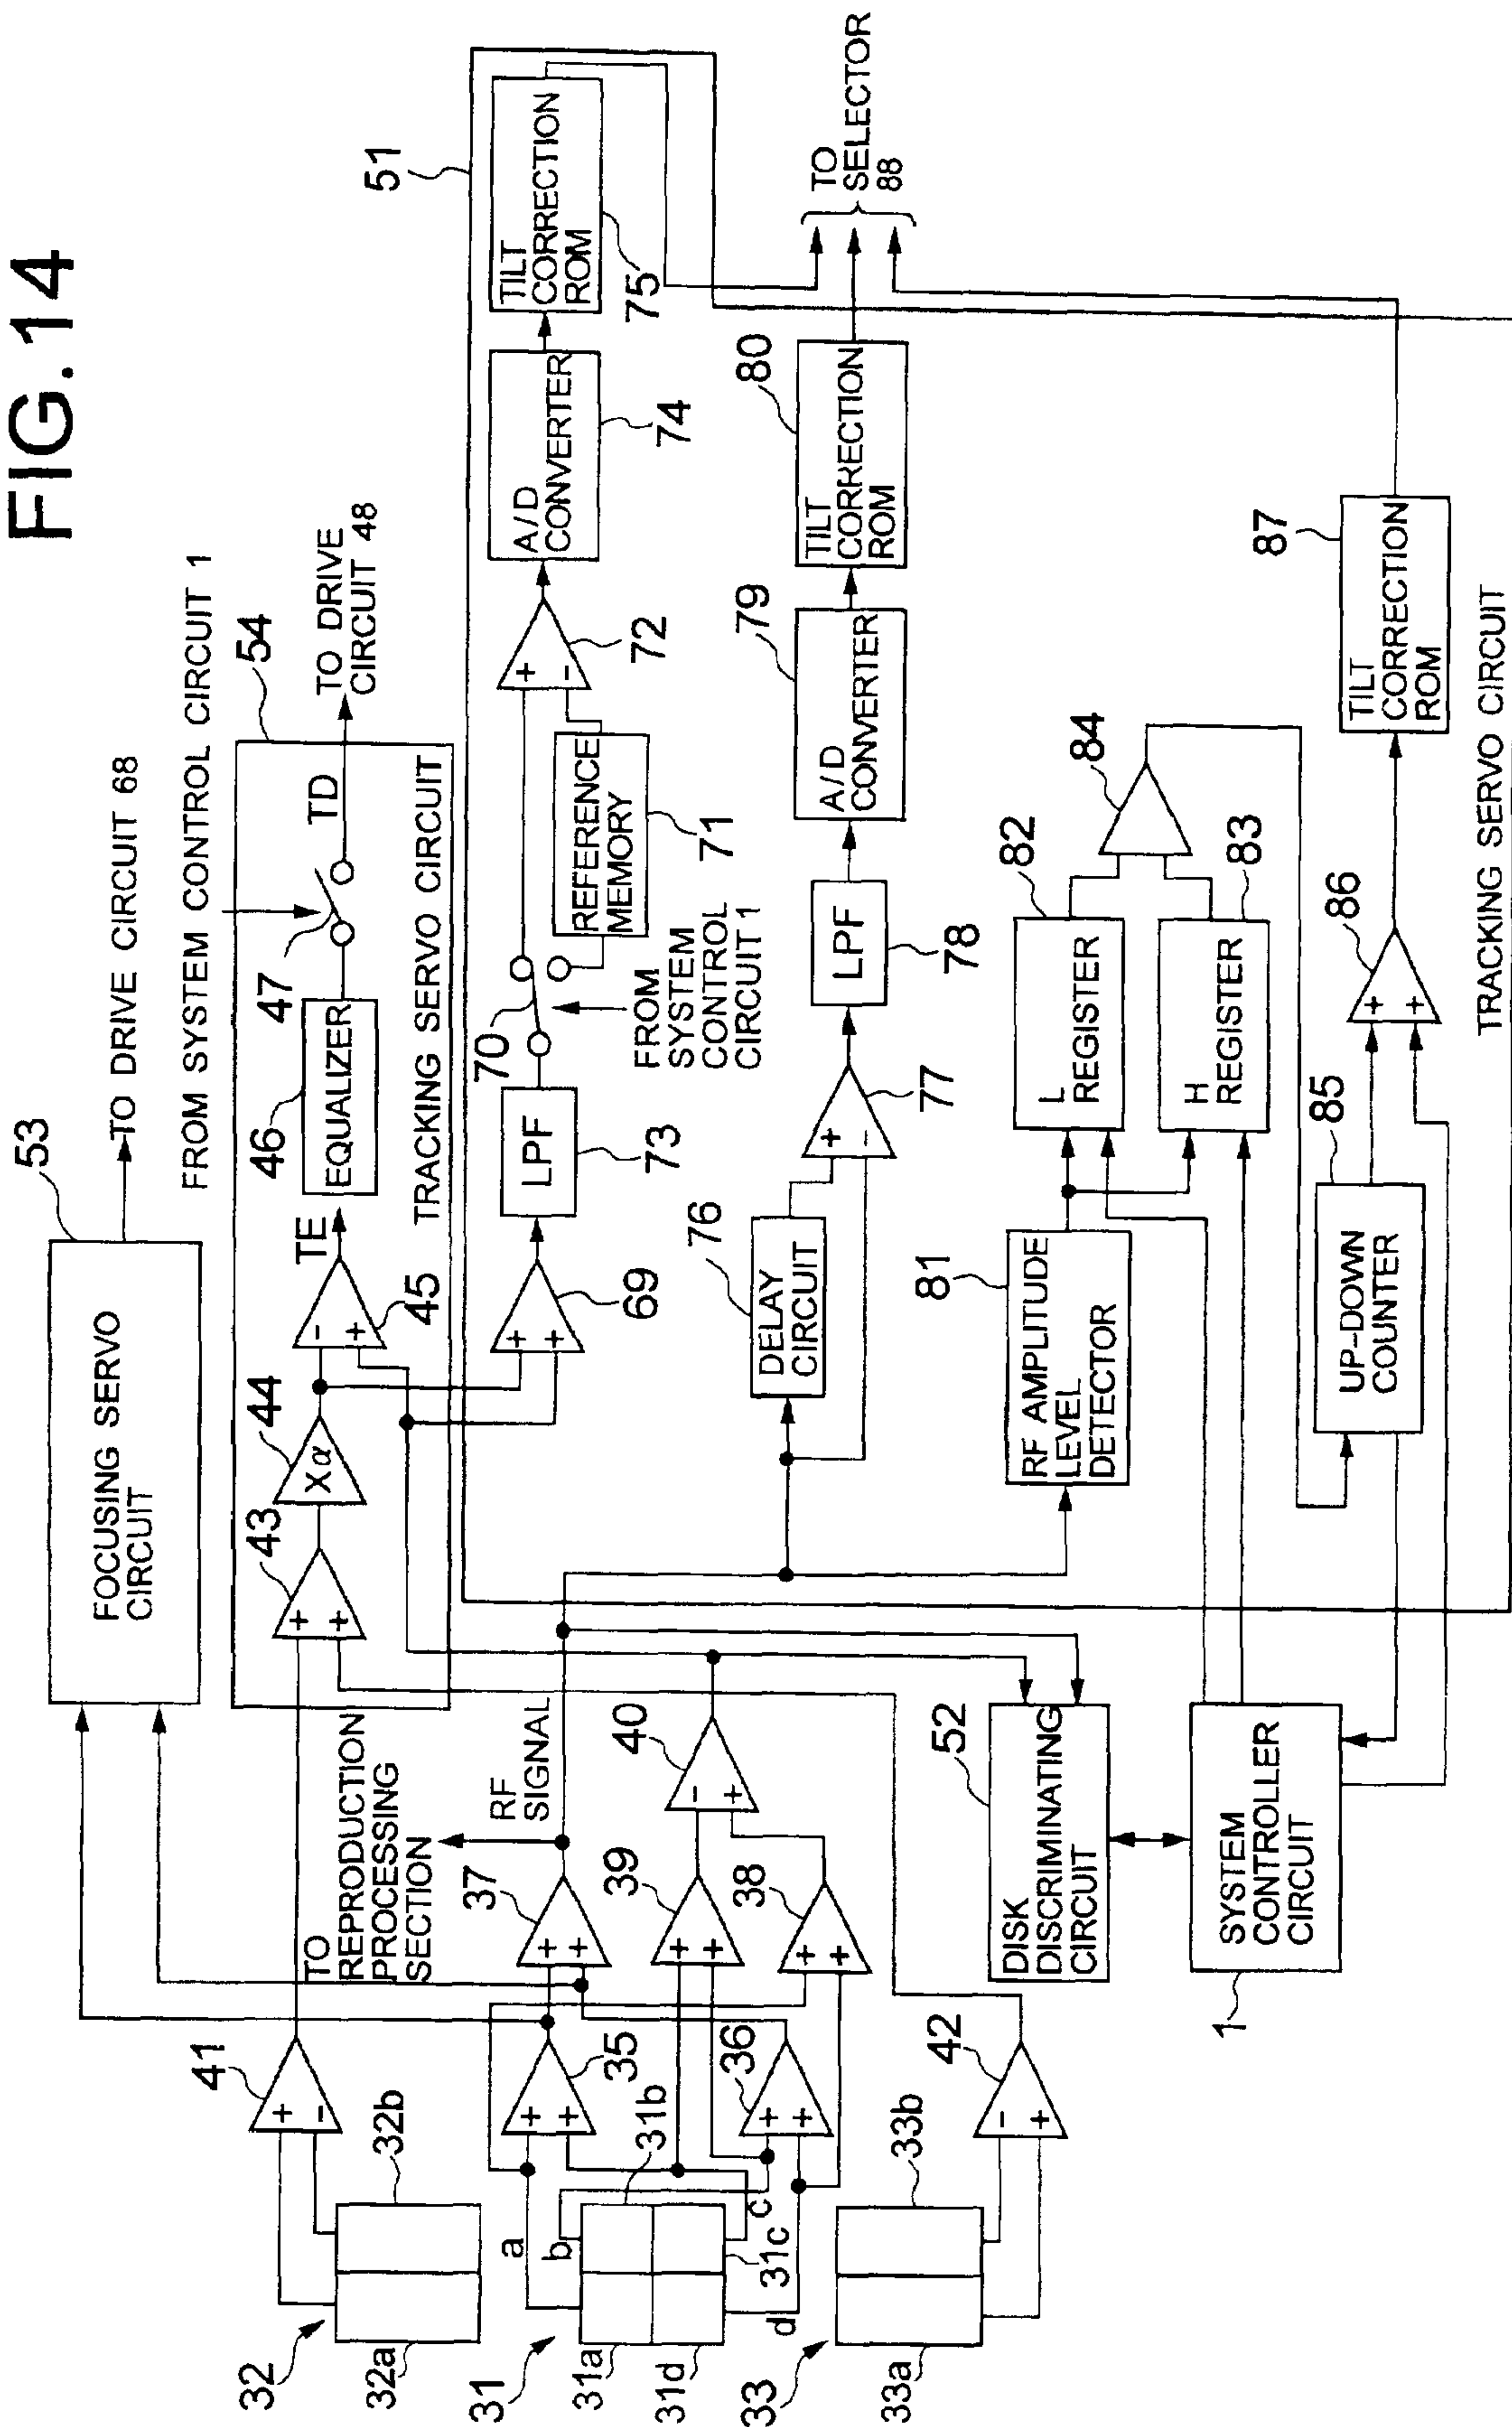 FIG.14
53
FOCUSING SERVO
CIRCUIT
TO DRIVE CIRCUIT 68
FROM SYSTEM CONTROL CIRCUIT 1
54
43
44
Xα
+
+
45
-
+
TE
46
EQUALIZER
47
TD
TO DRIVE
CIRCUIT 48
TRACKING SERVO CIRCUIT
51
69
+
+
LPF
73
70
FROM
SYSTEM
CONTROL
CIRCUIT 1
REFERENCE
MEMORY
71
+
-
72
A/D
CONVERTER
74
TILT
CORRECTION
ROM
75
TO
SELECTOR
88
76
DELAY
CIRCUIT
+
-
77
LPF
78
79
A/D
CONVERTER
80
TILT
CORRECTION
ROM
81
RF AMPLITUDE
LEVEL
DETECTOR
82
L
REGISTER
H
REGISTER
83
84
85
UP-DOWN
COUNTER
86
+
+
87
TILT
CORRECTION
ROM
TRACKING SERVO CIRCUIT
41
+
-
32
32a
32b
TO
REPRODUCTION
PROCESSING
SECTION
RF
SIGNAL
37
+
+
35
+
+
31
31a
31b
31c
31d
a
b
c
d
36
+
+
39
+
+
38
+
+
40
-
+
33
33a
33b
42
-
+
52
DISK
DISCRIMINATING
CIRCUIT
SYSTEM
CONTROLLER
CIRCUIT
1